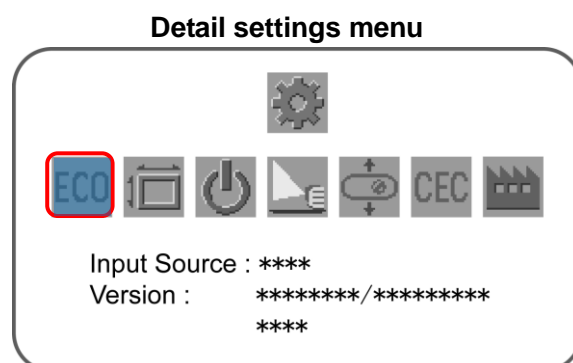 Detail settings menu
ECO CEC
Input Source : ****
Version : ********/*********
****